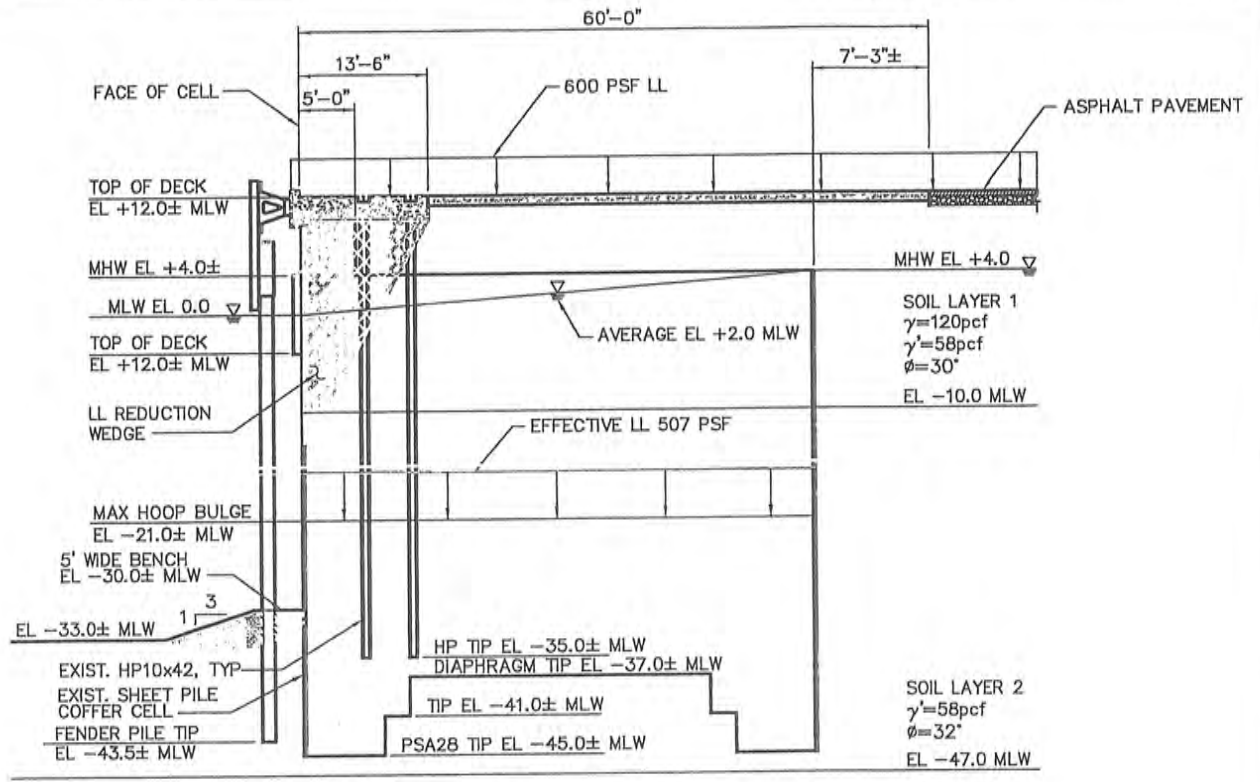 60'-0"
13'-6"
7'-3"±
FACE OF CELL
5'-0"
600 PSF LL
ASPHALT PAVEMENT
TOP OF DECK
EL +12.0± MLW
MHW EL +4.0±
MHW EL +4.0
MLW EL 0.0
AVERAGE EL +2.0 MLW
SOIL LAYER 1
γ=120pcf
γ'=58pcf
ø=30°
EL -10.0 MLW
TOP OF DECK
EL +12.0± MLW
LL REDUCTION
WEDGE
EFFECTIVE LL 507 PSF
MAX HOOP BULGE
EL -21.0± MLW
5' WIDE BENCH
EL -30.0± MLW
3
1
EL -33.0± MLW
HP TIP EL -35.0± MLW
DIAPHRAGM TIP EL -37.0± MLW
EXIST. HP10x42, TYP
EXIST. SHEET PILE
COFFER CELL
TIP EL -41.0± MLW
SOIL LAYER 2
γ'=58pcf
ø=32°
EL -47.0 MLW
FENDER PILE TIP
EL -43.5± MLW
PSA28 TIP EL -45.0± MLW